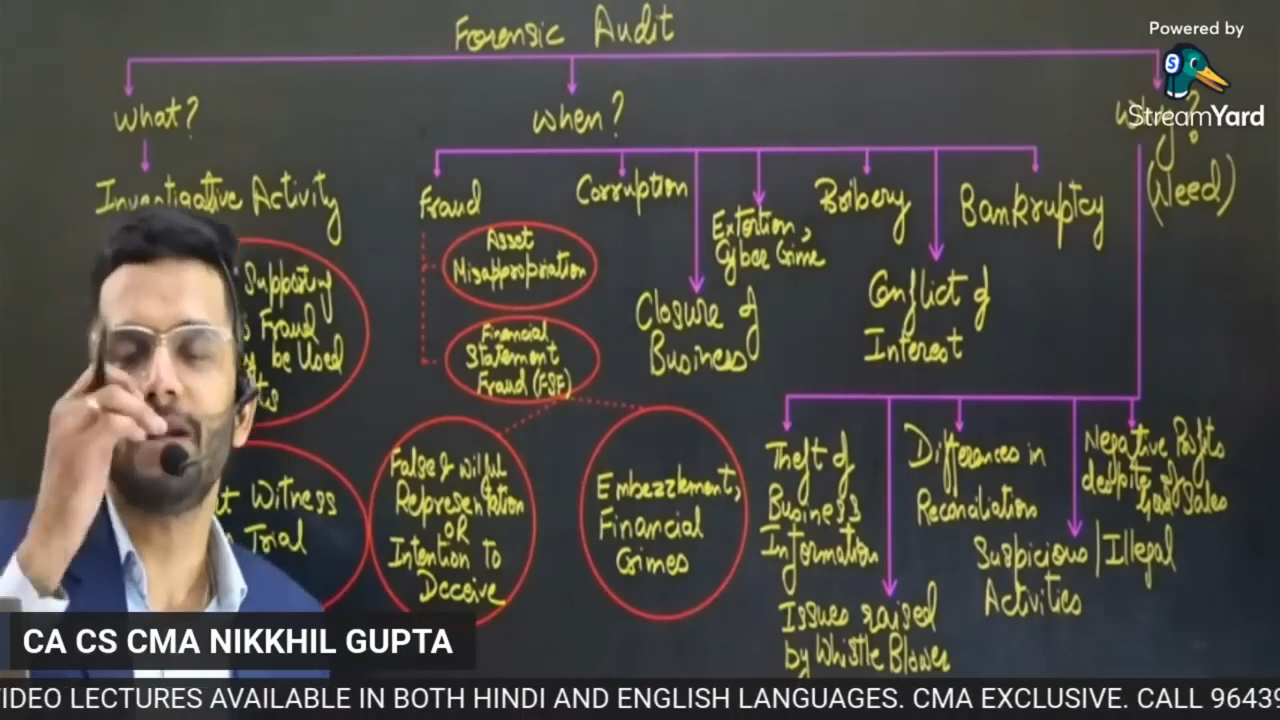 Powered by
StreamYard
Forensic Audit
What?
When?
(Need)
Investigative Activity
Fraud
Corruption
Extortion,
Cyber Crime
Bribery
Bankruptcy
Asset
Misappropriation
Financial
Statement
Fraud (FSF)
Closure of
Business
Conflict of
Interest
Supporting
Fraud
be Used
False & wilful
Representation
OR
Intention to
Deceive
Embezzlement,
Financial
Crimes
Witness
Trial
Theft of
Business
Information
Issues raised
by Whistle Blower
Differences in
Reconciliation
Suspicious/Illegal
Activities
Negative Profits
despite good Sales
CA CS CMA NIKKHIL GUPTA
VIDEO LECTURES AVAILABLE IN BOTH HINDI AND ENGLISH LANGUAGES. CMA EXCLUSIVE. CALL 9643